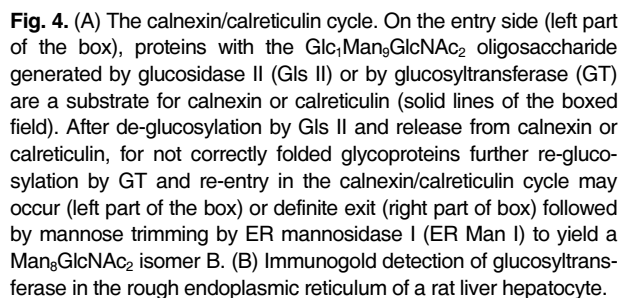 Fig. 4. (A) The calnexin/calreticulin cycle. On the entry side (left part
of the box), proteins with the Glc₁Man₉GlcNAc₂ oligosaccharide
generated by glucosidase II (Gls II) or by glucosyltransferase (GT)
are a substrate for calnexin or calreticulin (solid lines of the boxed
field). After de-glucosylation by Gls II and release from calnexin or
calreticulin, for not correctly folded glycoproteins further re-gluco-
sylation by GT and re-entry in the calnexin/calreticulin cycle may
occur (left part of the box) or definite exit (right part of box) followed
by mannose trimming by ER mannosidase I (ER Man I) to yield a
Man₈GlcNAc₂ isomer B. (B) Immunogold detection of glucosyltrans-
ferase in the rough endoplasmic reticulum of a rat liver hepatocyte.